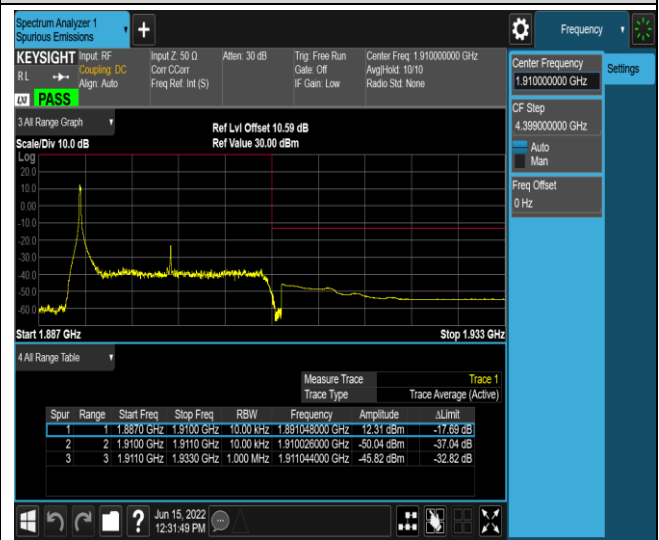 Spectrum Analyzer 1
Spurious Emissions
+
Frequency
KEYSIGHT Input: RF Input Z: 50 Ω Atten: 30 dB Trig: Free Run Center Freq: 1.910000000 GHz
RL Coupling: DC Corr CCorr Gate: Off Avg|Hold: 10/10
Align: Auto Freq Ref: Int (S) IF Gain: Low Radio Std: None
LXI PASS
Center Frequency
1.910000000 GHz
Settings
CF Step
4.399000000 GHz
Auto
Man
Freq Offset
0 Hz
3 All Range Graph
Ref Lvl Offset 10.59 dB
Scale/Div 10.0 dB Ref Value 30.00 dBm
Log
20.0
10.0
0.00
-10.0
-20.0
-30.0
-40.0
-50.0
-60.0
Start 1.887 GHz Stop 1.933 GHz
4 All Range Table
Measure Trace Trace 1
Trace Type Trace Average (Active)
Spur Range Start Freq Stop Freq RBW Frequency Amplitude ΔLimit
1 1 1.8870 GHz 1.9100 GHz 10.00 kHz 1.891048000 GHz 12.31 dBm -17.69 dB
2 2 1.9100 GHz 1.9110 GHz 10.00 kHz 1.910026000 GHz -50.04 dBm -37.04 dB
3 3 1.9110 GHz 1.9330 GHz 1.000 MHz 1.911044000 GHz -45.82 dBm -32.82 dB
?
Jun 15, 2022
12:31:49 PM